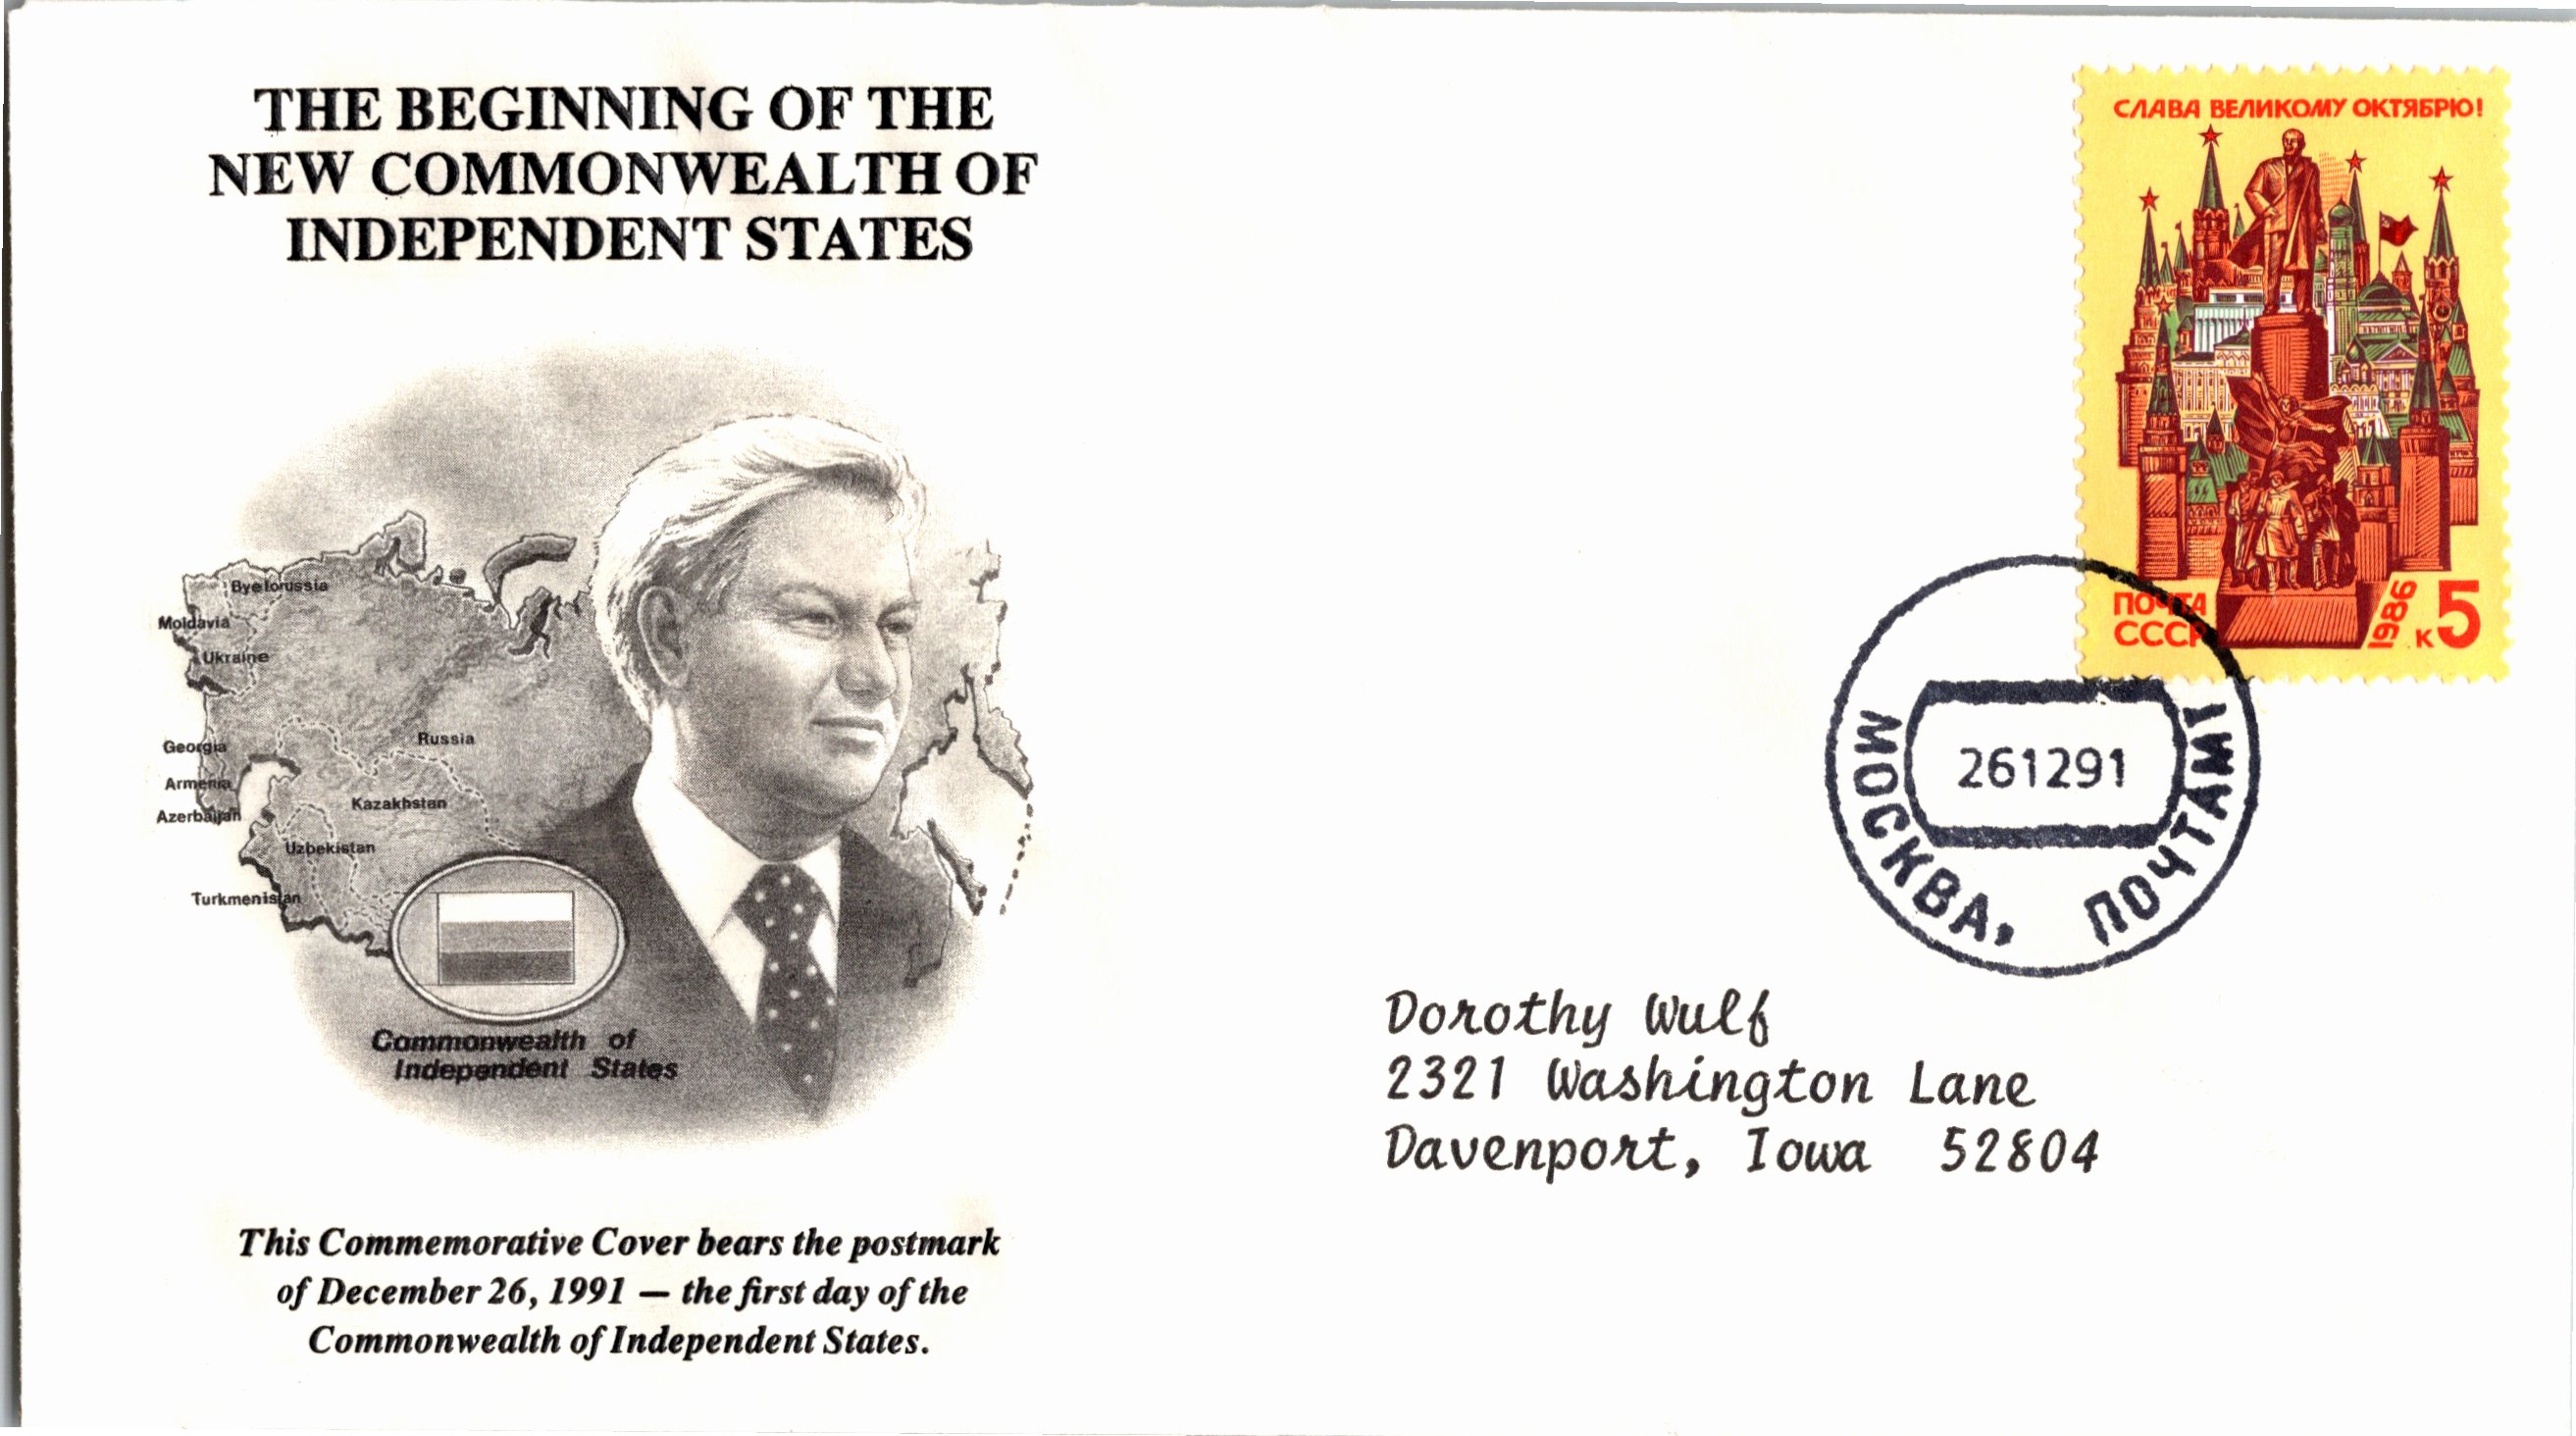 THE BEGINNING OF THE
NEW COMMONWEALTH OF
INDEPENDENT STATES
Byelorussia
Moldavia
Ukraine
Georgia
Russia
Armenia
Kazakhstan
Azerbaijan
Uzbekistan
Turkmenistan
Commonwealth of
Independent States
This Commemorative Cover bears the postmark
of December 26, 1991 — the first day of the
Commonwealth of Independent States.
СЛАВА ВЕЛИКОМУ ОКТЯБРЮ!
ПОЧТА
СССР
1986
к 5
261291
МОСКВА, ПОЧТАМТ
Dorothy Wulf
2321 Washington Lane
Davenport, Iowa 52804